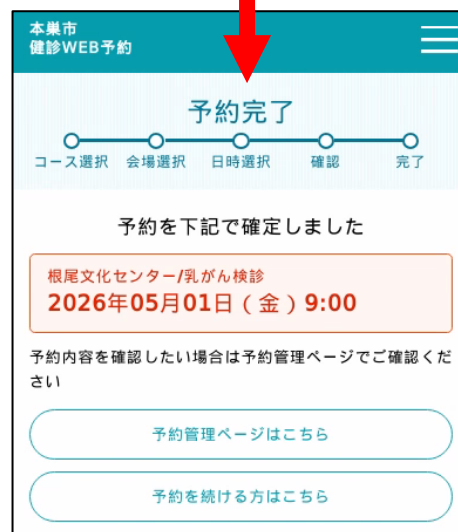 本巣市
健診WEB予約
予約完了
コース選択 会場選択 日時選択 確認 完了
予約を下記で確定しました
根尾文化センター/乳がん検診
2026年05月01日（金）9:00
予約内容を確認したい場合は予約管理ページでご確認くだ
さい
予約管理ページはこちら
予約を続ける方はこちら